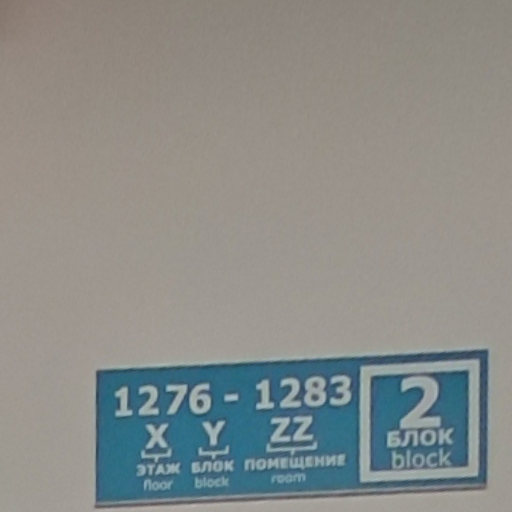 1276 - 1283
X Y ZZ
ЭТАЖ БЛОК ПОМЕЩЕНИЕ
floor block room
2
БЛОК
block